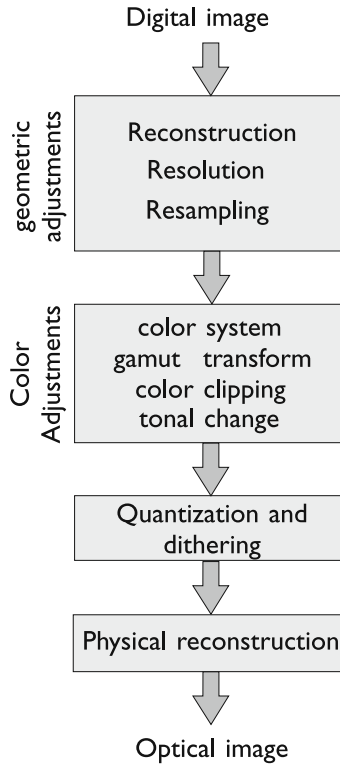 Digital image
geometric
adjustments
Reconstruction
Resolution
Resampling
Color
Adjustments
color system
gamut transform
color clipping
tonal change
Quantization and
dithering
Physical reconstruction
Optical image